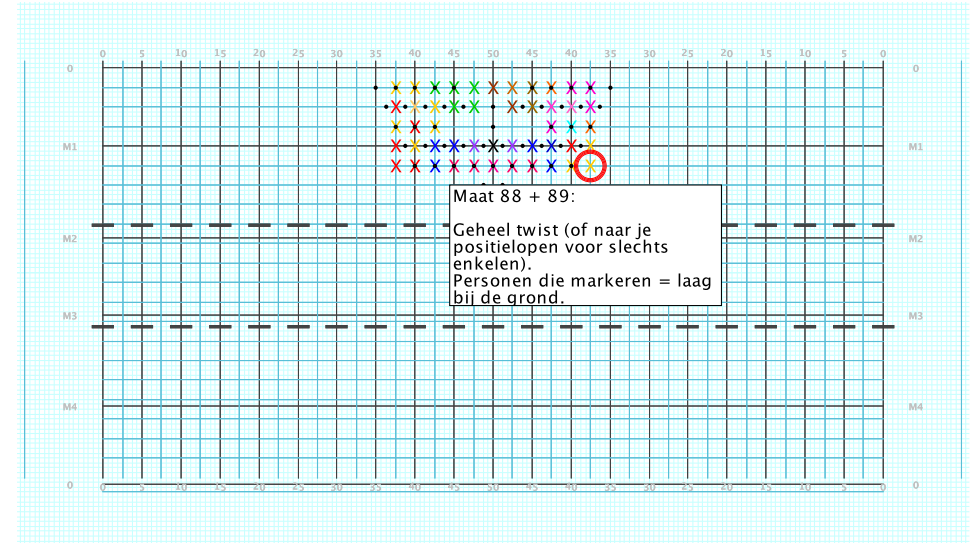 0 5 10 15 20 25 30 35 40 45 50 45 40 35 30 25 20 15 10 5 0
0 0
M1 M1
Maat 88 + 89:
Geheel twist (of naar je
positielopen voor slechts
enkelen).
Personen die markeren = laag
bij de grond.
M2 M2
M3 M3
M4 M4
0 0
0 5 10 15 20 25 30 35 40 45 50 45 40 35 30 25 20 15 10 5 0